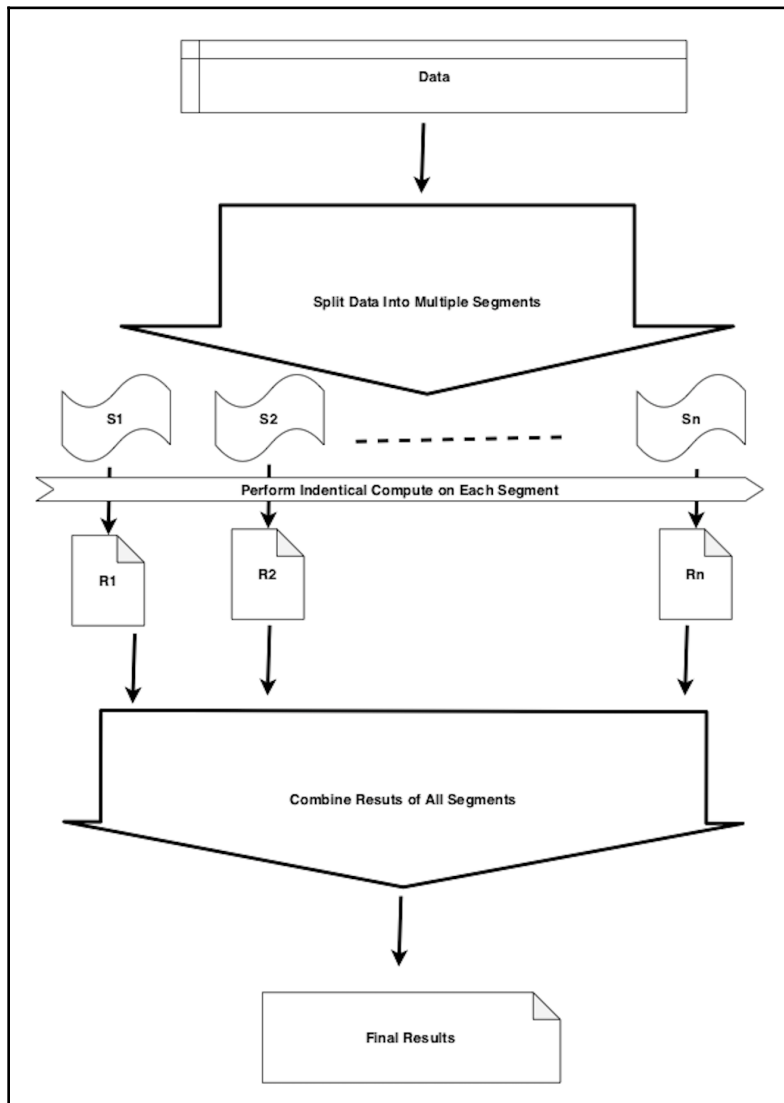 Data
Split Data Into Multiple Segments
S1
S2
Sn
Perform Indentical Compute on Each Segment
R1
R2
Rn
Combine Resuts of All Segments
Final Results